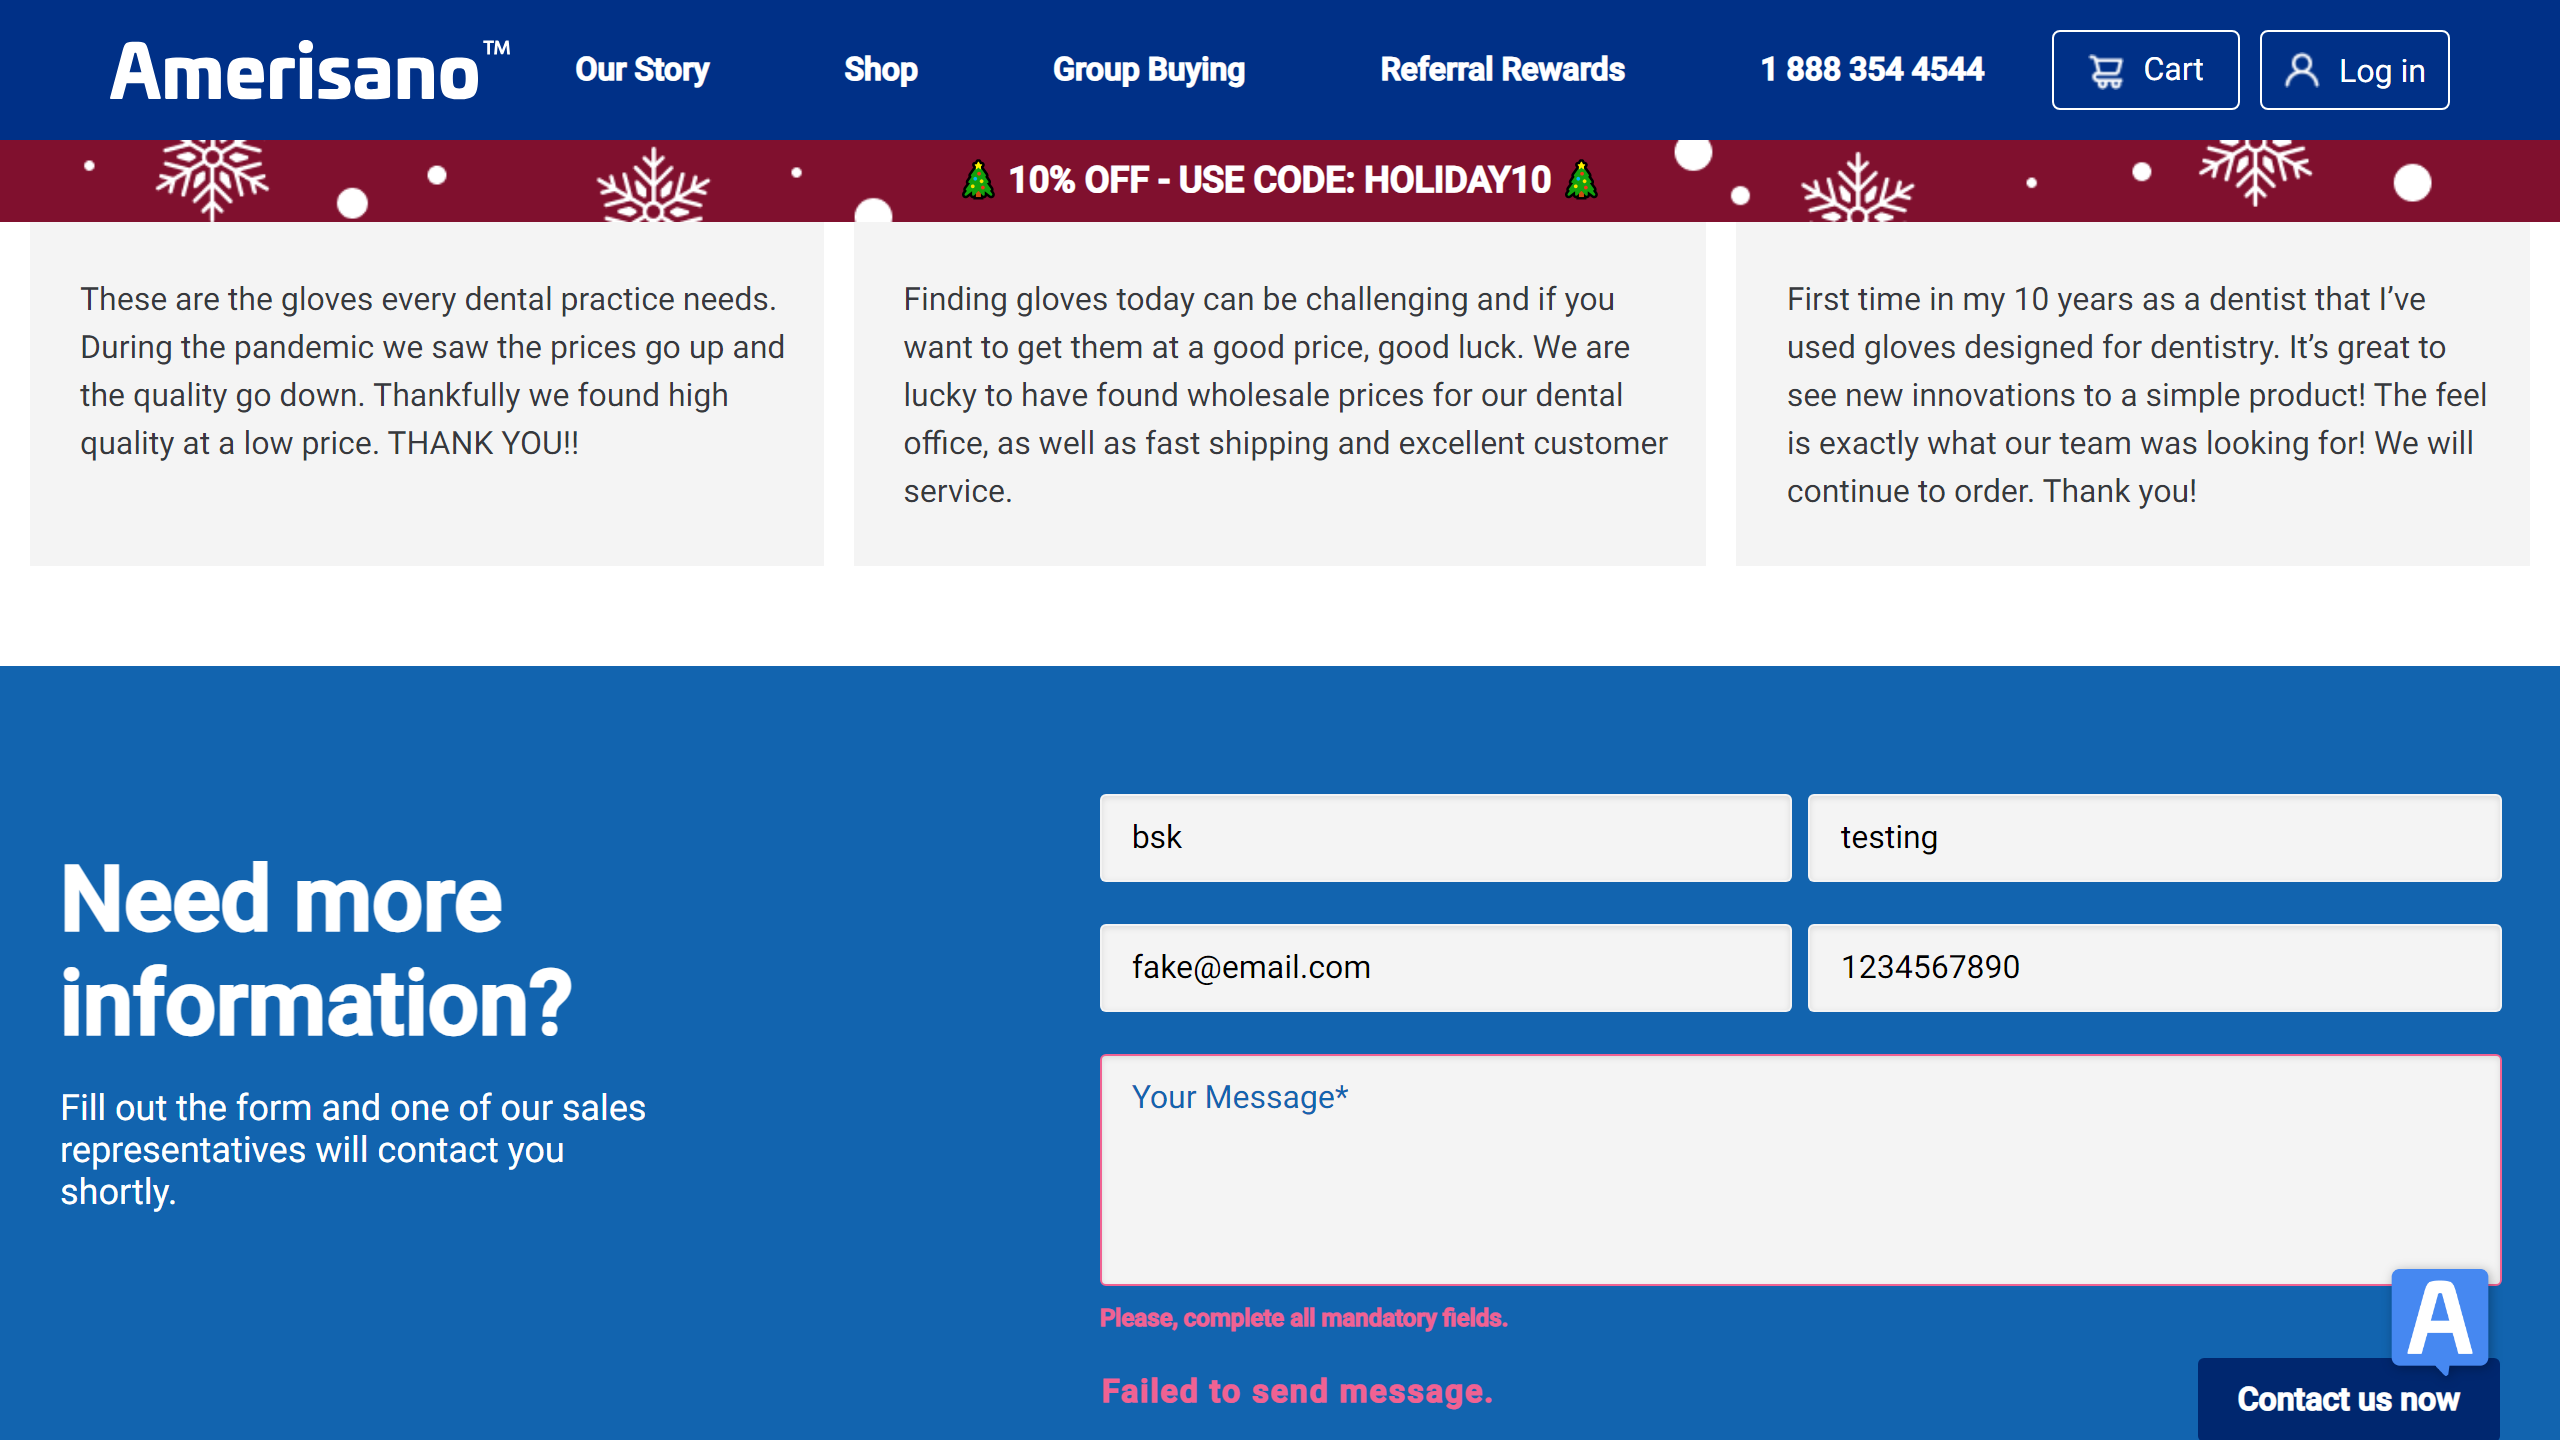 Amerisano™ Our Story Shop Group Buying Referral Rewards 1 888 354 4544 Cart Log in
🎄 10% OFF - USE CODE: HOLIDAY10 🎄
These are the gloves every dental practice needs.
During the pandemic we saw the prices go up and
the quality go down. Thankfully we found high
quality at a low price. THANK YOU!!
Finding gloves today can be challenging and if you
want to get them at a good price, good luck. We are
lucky to have found wholesale prices for our dental
office, as well as fast shipping and excellent customer
service.
First time in my 10 years as a dentist that I’ve
used gloves designed for dentistry. It’s great to
see new innovations to a simple product! The feel
is exactly what our team was looking for! We will
continue to order. Thank you!
Need more
information?
Fill out the form and one of our sales
representatives will contact you
shortly.
bsk
testing
fake@email.com
1234567890
Your Message*
Please, complete all mandatory fields.
Failed to send message.
A
Contact us now